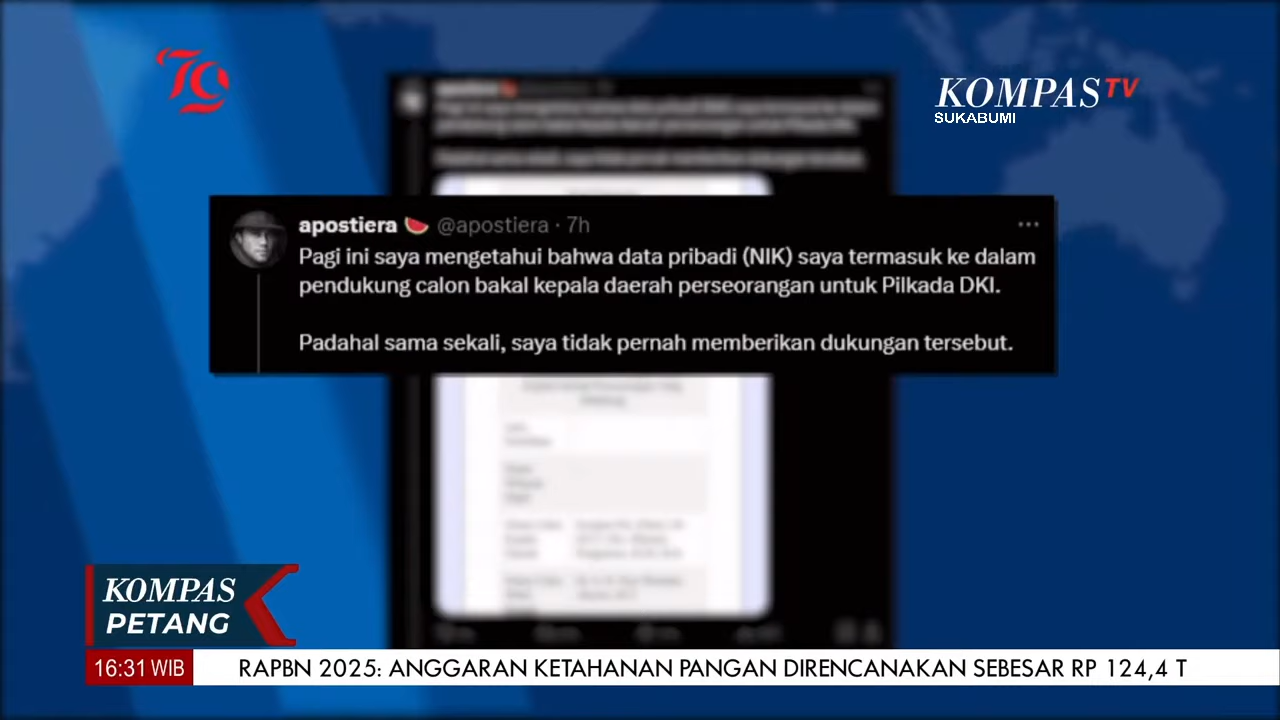 79
KOMPAS TV
SUKABUMI
apostiera 🍉 @apostiera · 7h
Pagi ini saya mengetahui bahwa data pribadi (NIK) saya termasuk ke dalam
pendukung calon bakal kepala daerah perseorangan untuk Pilkada DKI.
Padahal sama sekali, saya tidak pernah memberikan dukungan tersebut.
KOMPAS
PETANG
16:31 WIB RAPBN 2025: ANGGARAN KETAHANAN PANGAN DIRENCANAKAN SEBESAR RP 124,4 T